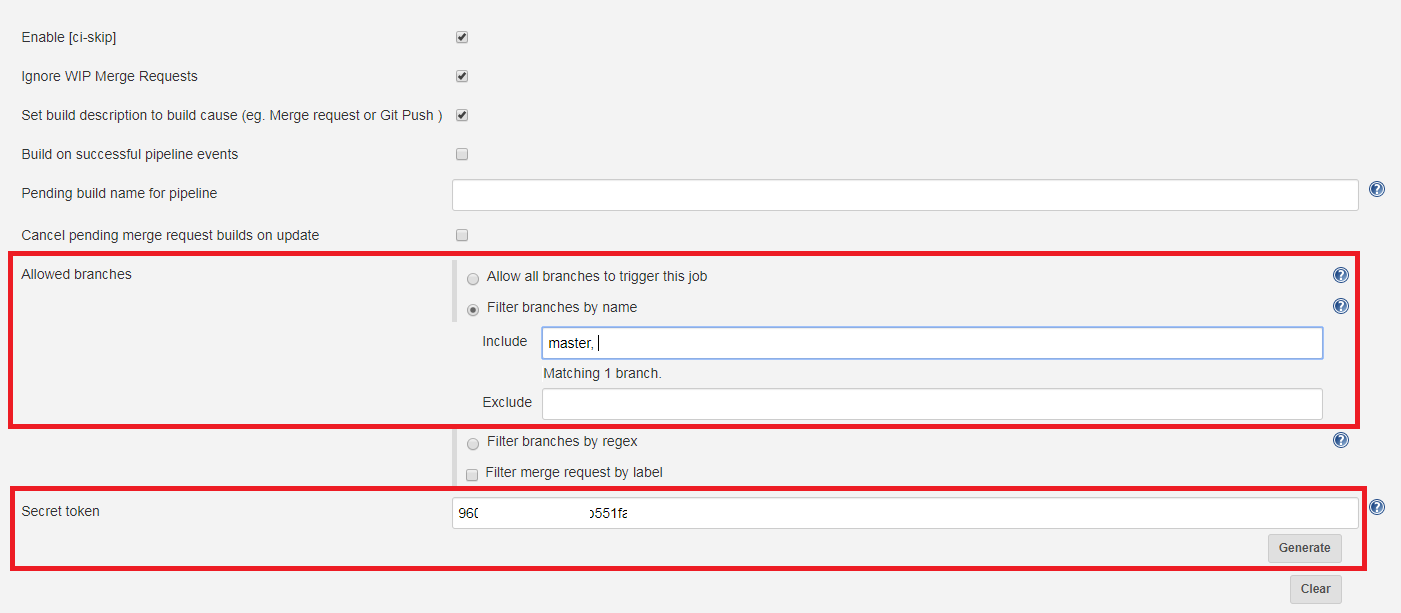 Enable [ci-skip]
Ignore WIP Merge Requests
Set build description to build cause (eg. Merge request or Git Push )
Build on successful pipeline events
Pending build name for pipeline
Cancel pending merge request builds on update
Allowed branches
Allow all branches to trigger this job
Filter branches by name
Include
master,
Matching 1 branch.
Exclude
Filter branches by regex
Filter merge request by label
Secret token
Generate
Clear